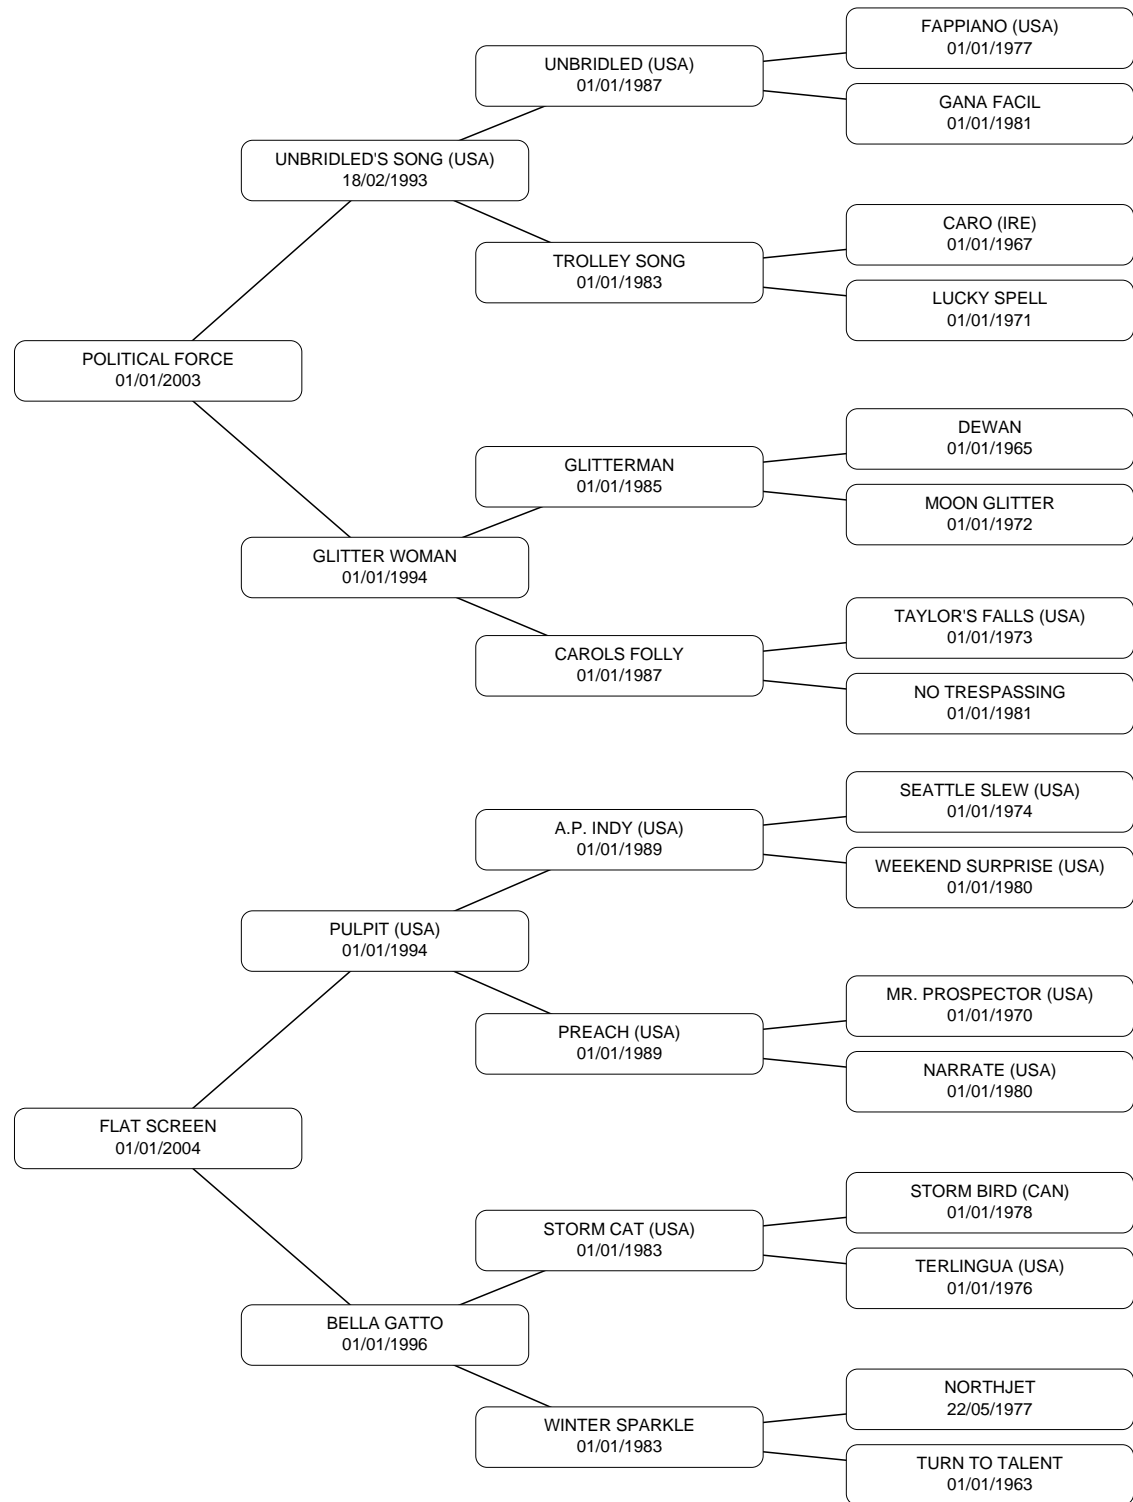 FAPPIANO (USA)
01/01/1977
UNBRIDLED (USA)
01/01/1987
GANA FACIL
01/01/1981
UNBRIDLED'S SONG (USA)
18/02/1993
CARO (IRE)
01/01/1967
TROLLEY SONG
01/01/1983
LUCKY SPELL
01/01/1971
POLITICAL FORCE
01/01/2003
DEWAN
01/01/1965
GLITTERMAN
01/01/1985
MOON GLITTER
01/01/1972
GLITTER WOMAN
01/01/1994
TAYLOR'S FALLS (USA)
01/01/1973
CAROLS FOLLY
01/01/1987
NO TRESPASSING
01/01/1981
SEATTLE SLEW (USA)
01/01/1974
A.P. INDY (USA)
01/01/1989
WEEKEND SURPRISE (USA)
01/01/1980
PULPIT (USA)
01/01/1994
MR. PROSPECTOR (USA)
01/01/1970
PREACH (USA)
01/01/1989
NARRATE (USA)
01/01/1980
FLAT SCREEN
01/01/2004
STORM BIRD (CAN)
01/01/1978
STORM CAT (USA)
01/01/1983
TERLINGUA (USA)
01/01/1976
BELLA GATTO
01/01/1996
NORTHJET
22/05/1977
WINTER SPARKLE
01/01/1983
TURN TO TALENT
01/01/1963